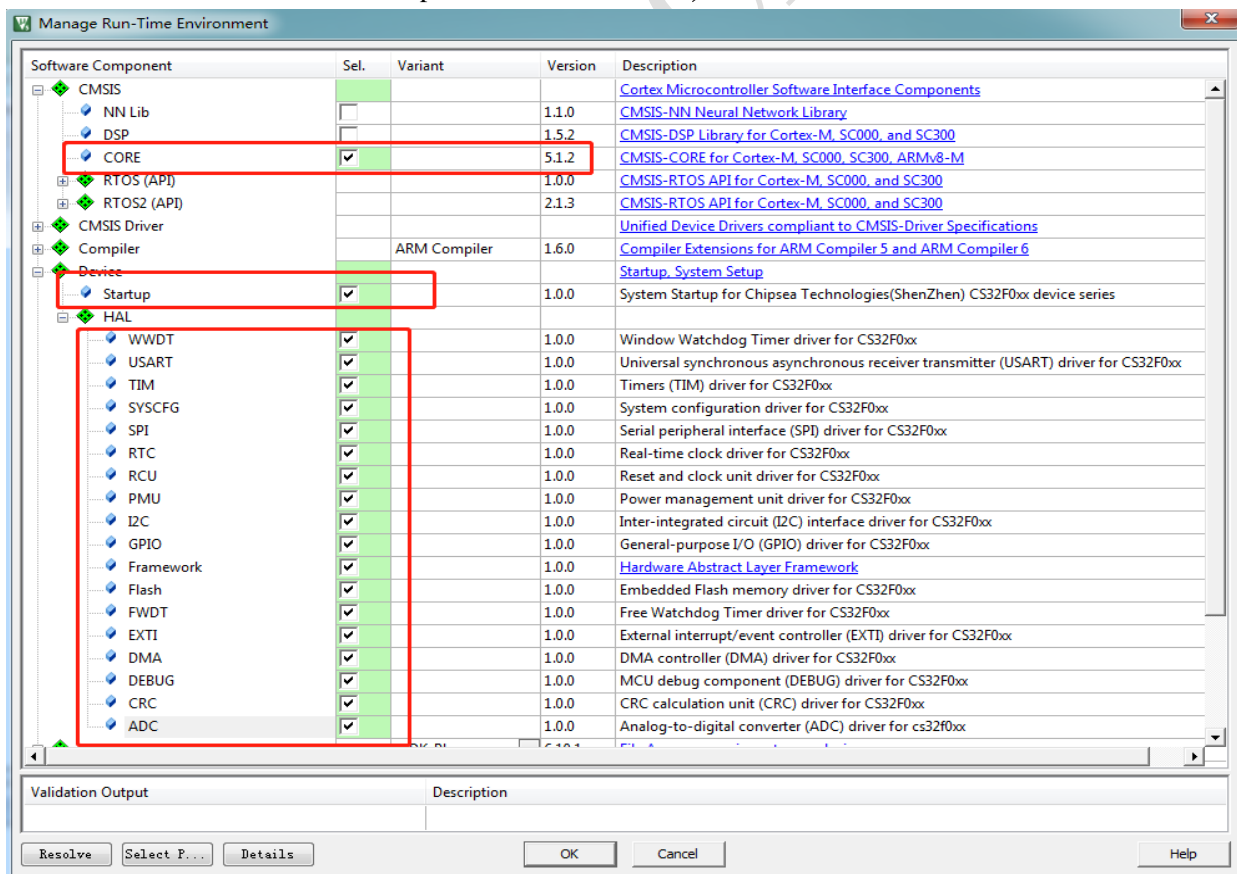 Manage Run-Time Environment
Software Component Sel. Variant Version Description
CMSIS Cortex Microcontroller Software Interface Components
NN Lib 1.1.0 CMSIS-NN Neural Network Library
DSP 1.5.2 CMSIS-DSP Library for Cortex-M, SC000, and SC300
CORE 5.1.2 CMSIS-CORE for Cortex-M, SC000, SC300, ARMv8-M
RTOS (API) 1.0.0 CMSIS-RTOS API for Cortex-M, SC000, and SC300
RTOS2 (API) 2.1.3 CMSIS-RTOS API for Cortex-M, SC000, and SC300
CMSIS Driver Unified Device Drivers compliant to CMSIS-Driver Specifications
Compiler ARM Compiler 1.6.0 Compiler Extensions for ARM Compiler 5 and ARM Compiler 6
Device Startup, System Setup
Startup 1.0.0 System Startup for Chipsea Technologies(ShenZhen) CS32F0xx device series
HAL
WWDT 1.0.0 Window Watchdog Timer driver for CS32F0xx
USART 1.0.0 Universal synchronous asynchronous receiver transmitter (USART) driver for CS32F0xx
TIM 1.0.0 Timers (TIM) driver for CS32F0xx
SYSCFG 1.0.0 System configuration driver for CS32F0xx
SPI 1.0.0 Serial peripheral interface (SPI) driver for CS32F0xx
RTC 1.0.0 Real-time clock driver for CS32F0xx
RCU 1.0.0 Reset and clock unit driver for CS32F0xx
PMU 1.0.0 Power management unit driver for CS32F0xx
I2C 1.0.0 Inter-integrated circuit (I2C) interface driver for CS32F0xx
GPIO 1.0.0 General-purpose I/O (GPIO) driver for CS32F0xx
Framework 1.0.0 Hardware Abstract Layer Framework
Flash 1.0.0 Embedded Flash memory driver for CS32F0xx
FWDT 1.0.0 Free Watchdog Timer driver for CS32F0xx
EXTI 1.0.0 External interrupt/event controller (EXTI) driver for CS32F0xx
DMA 1.0.0 DMA controller (DMA) driver for CS32F0xx
DEBUG 1.0.0 MCU debug component (DEBUG) driver for CS32F0xx
CRC 1.0.0 CRC calculation unit (CRC) driver for CS32F0xx
ADC 1.0.0 Analog-to-digital converter (ADC) driver for cs32f0xx
Validation Output Description
Resolve Select P... Details OK Cancel Help